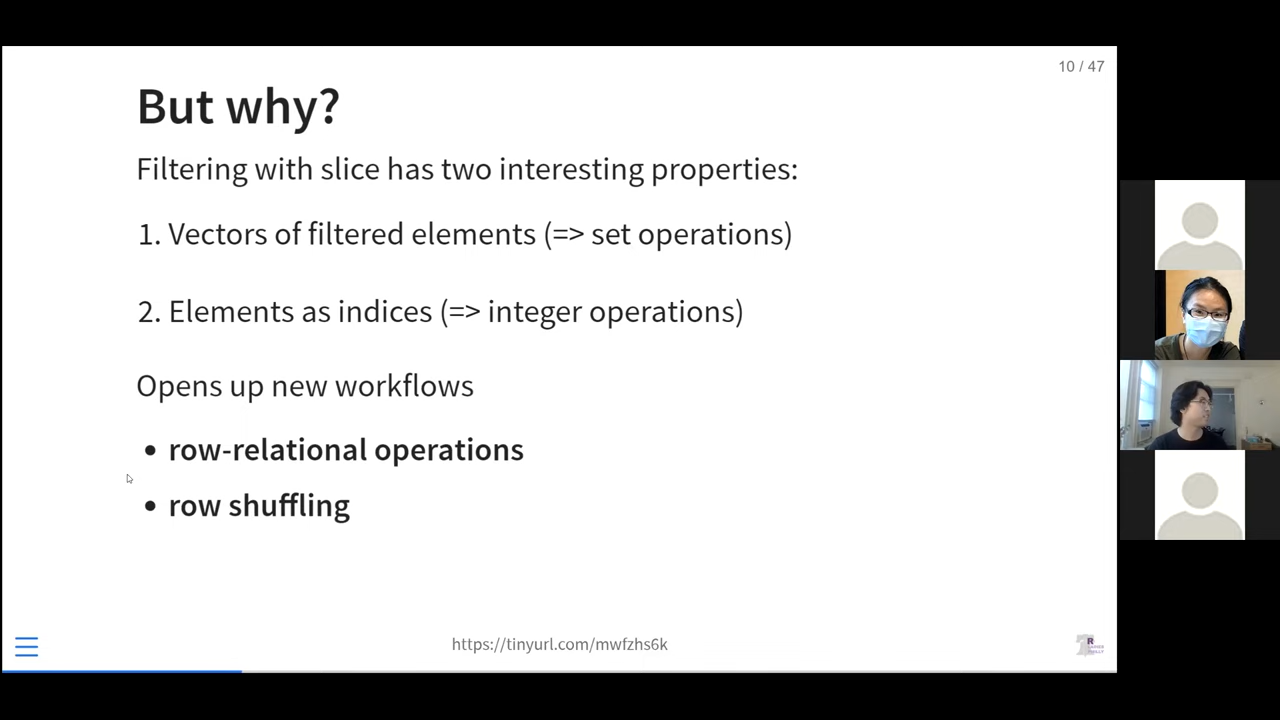 10 / 47
But why?
Filtering with slice has two interesting properties:
1. Vectors of filtered elements (=> set operations)
2. Elements as indices (=> integer operations)
Opens up new workflows
• row-relational operations
• row shuffling
https://tinyurl.com/mwfzhs6k
R